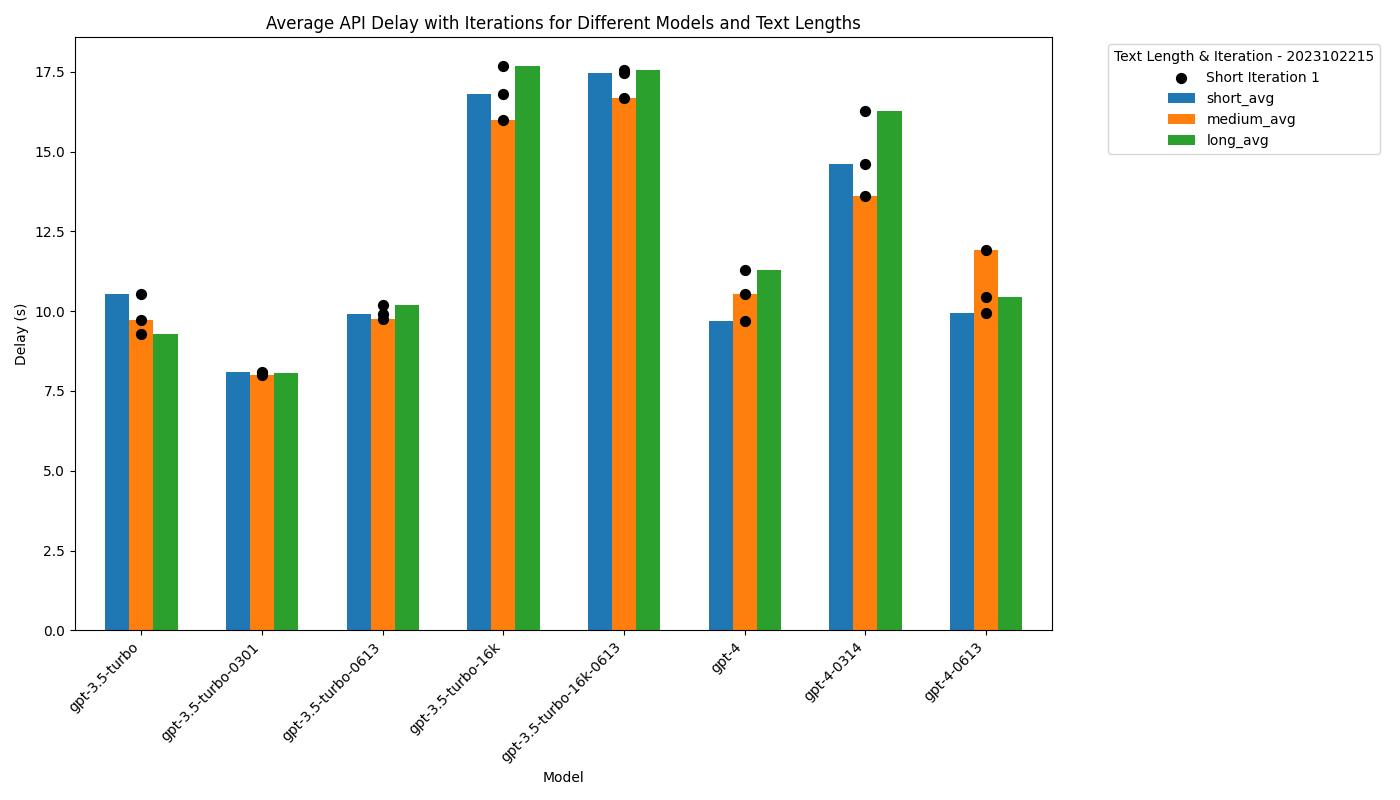 Average API Delay with Iterations for Different Models and Text Lengths
Text Length & Iteration - 2023102215
Short Iteration 1
short_avg
medium_avg
long_avg
Delay (s)
17.5
15.0
12.5
10.0
7.5
5.0
2.5
0.0
gpt-3.5-turbo
gpt-3.5-turbo-0301
gpt-3.5-turbo-0613
gpt-3.5-turbo-16k
gpt-3.5-turbo-16k-0613
gpt-4
gpt-4-0314
gpt-4-0613
Model